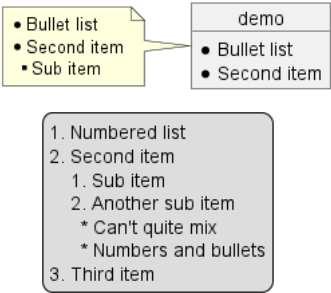 • Bullet list
• Second item
▪ Sub item
demo
• Bullet list
• Second item
1. Numbered list
2. Second item
1. Sub item
2. Another sub item
* Can't quite mix
* Numbers and bullets
3. Third item